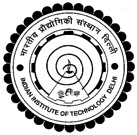 भारतीय प्रौद्योगिकी संस्थान दिल्ली
INDIAN INSTITUTE OF TECHNOLOGY DELHI